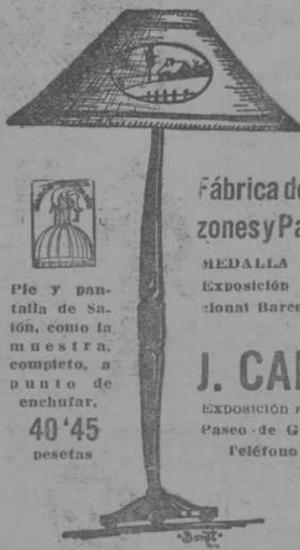 Pie y pan-
talla de Sa-
lón, como la
muestra,
completo, a
punto de
enchufar,
40'45
pesetas
Fábrica de
zones y Pa
MEDALLA
Exposición
cional Barce
J. CA
Exposición
Paseo de G
Teléfono